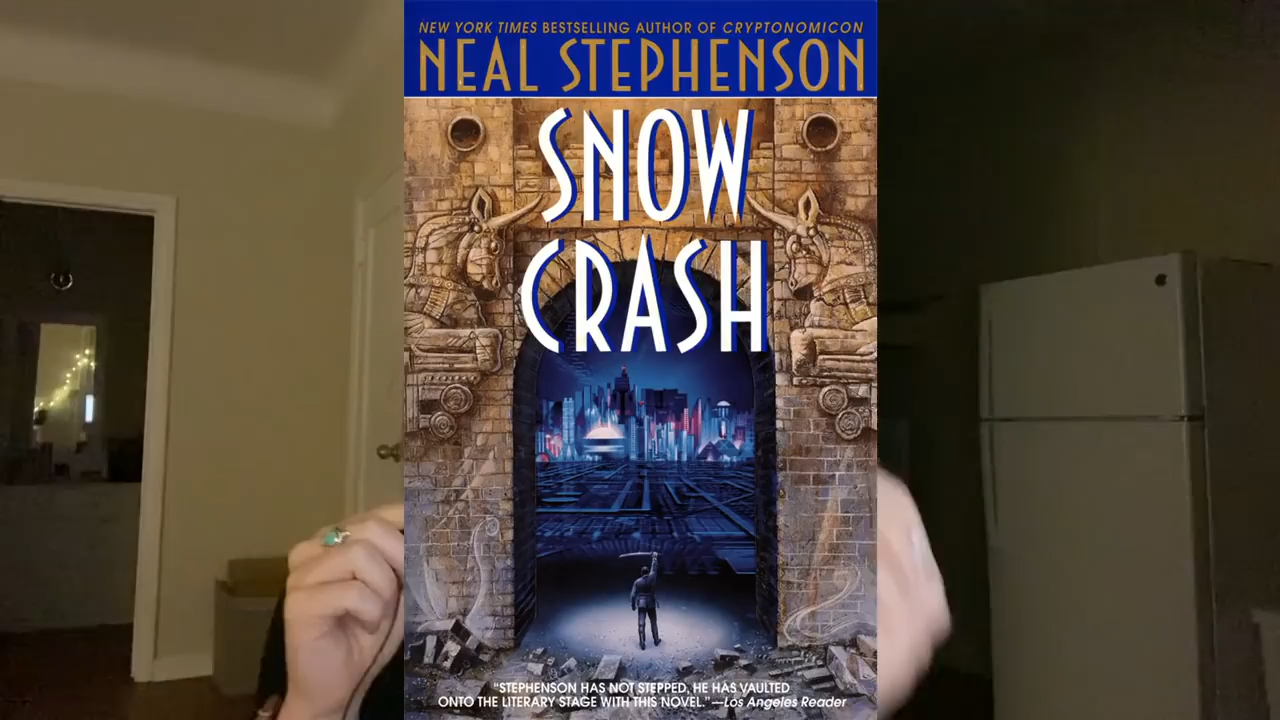 NEW YORK TIMES BESTSELLING AUTHOR OF CRYPTONOMICON
NEAL STEPHENSON
SNOW
CRASH
“STEPHENSON HAS NOT STEPPED, HE HAS VAULTED
ONTO THE LITERARY STAGE WITH THIS NOVEL.”—Los Angeles Reader